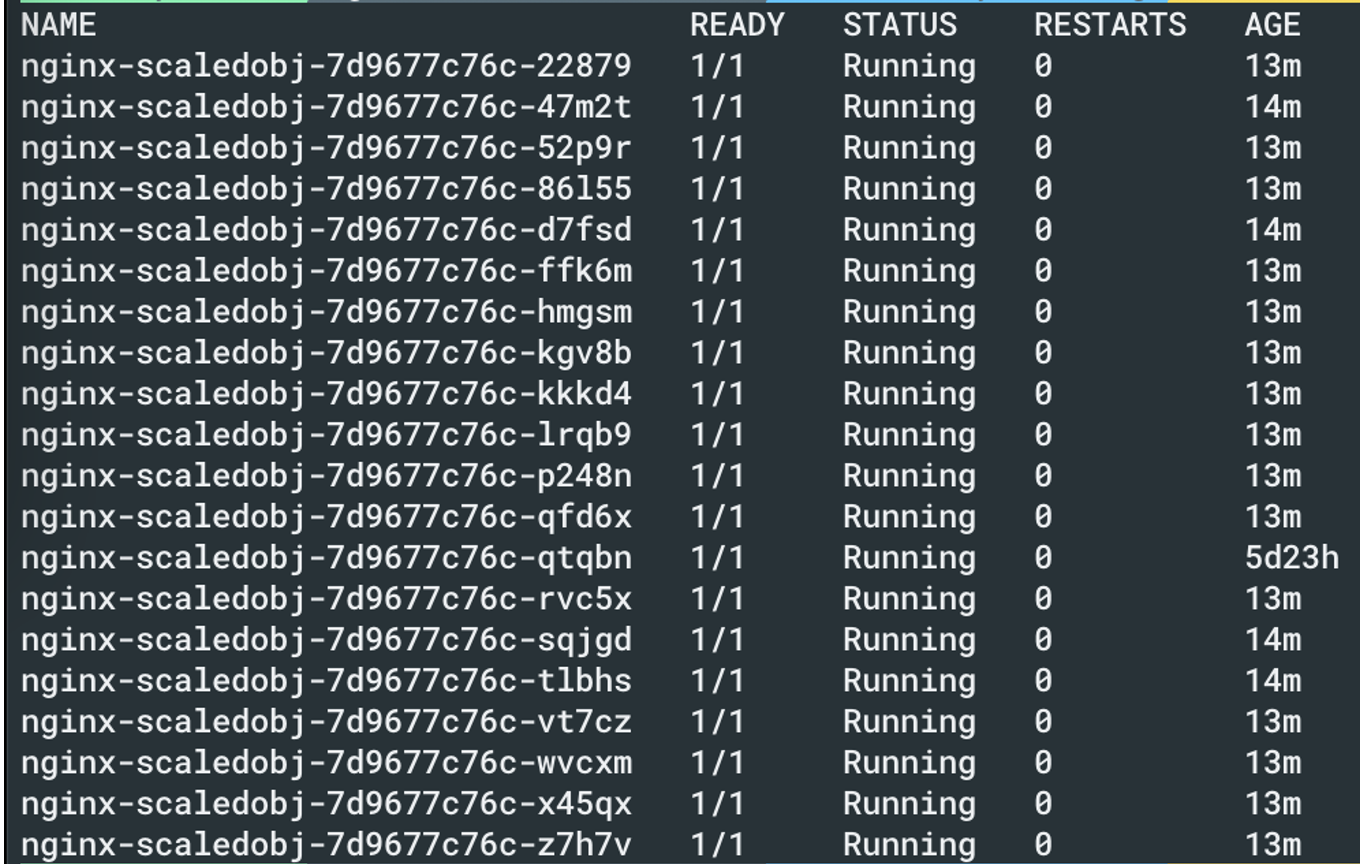 NAME READY STATUS RESTARTS AGE
nginx-scaledobj-7d9677c76c-22879 1/1 Running 0 13m
nginx-scaledobj-7d9677c76c-47m2t 1/1 Running 0 14m
nginx-scaledobj-7d9677c76c-52p9r 1/1 Running 0 13m
nginx-scaledobj-7d9677c76c-86l55 1/1 Running 0 13m
nginx-scaledobj-7d9677c76c-d7fsd 1/1 Running 0 14m
nginx-scaledobj-7d9677c76c-ffk6m 1/1 Running 0 13m
nginx-scaledobj-7d9677c76c-hmgsm 1/1 Running 0 13m
nginx-scaledobj-7d9677c76c-kgv8b 1/1 Running 0 13m
nginx-scaledobj-7d9677c76c-kkkd4 1/1 Running 0 13m
nginx-scaledobj-7d9677c76c-lrqb9 1/1 Running 0 13m
nginx-scaledobj-7d9677c76c-p248n 1/1 Running 0 13m
nginx-scaledobj-7d9677c76c-qfd6x 1/1 Running 0 13m
nginx-scaledobj-7d9677c76c-qtqbn 1/1 Running 0 5d23h
nginx-scaledobj-7d9677c76c-rvc5x 1/1 Running 0 13m
nginx-scaledobj-7d9677c76c-sqjgd 1/1 Running 0 14m
nginx-scaledobj-7d9677c76c-tlbhs 1/1 Running 0 14m
nginx-scaledobj-7d9677c76c-vt7cz 1/1 Running 0 13m
nginx-scaledobj-7d9677c76c-wvcxm 1/1 Running 0 13m
nginx-scaledobj-7d9677c76c-x45qx 1/1 Running 0 13m
nginx-scaledobj-7d9677c76c-z7h7v 1/1 Running 0 13m